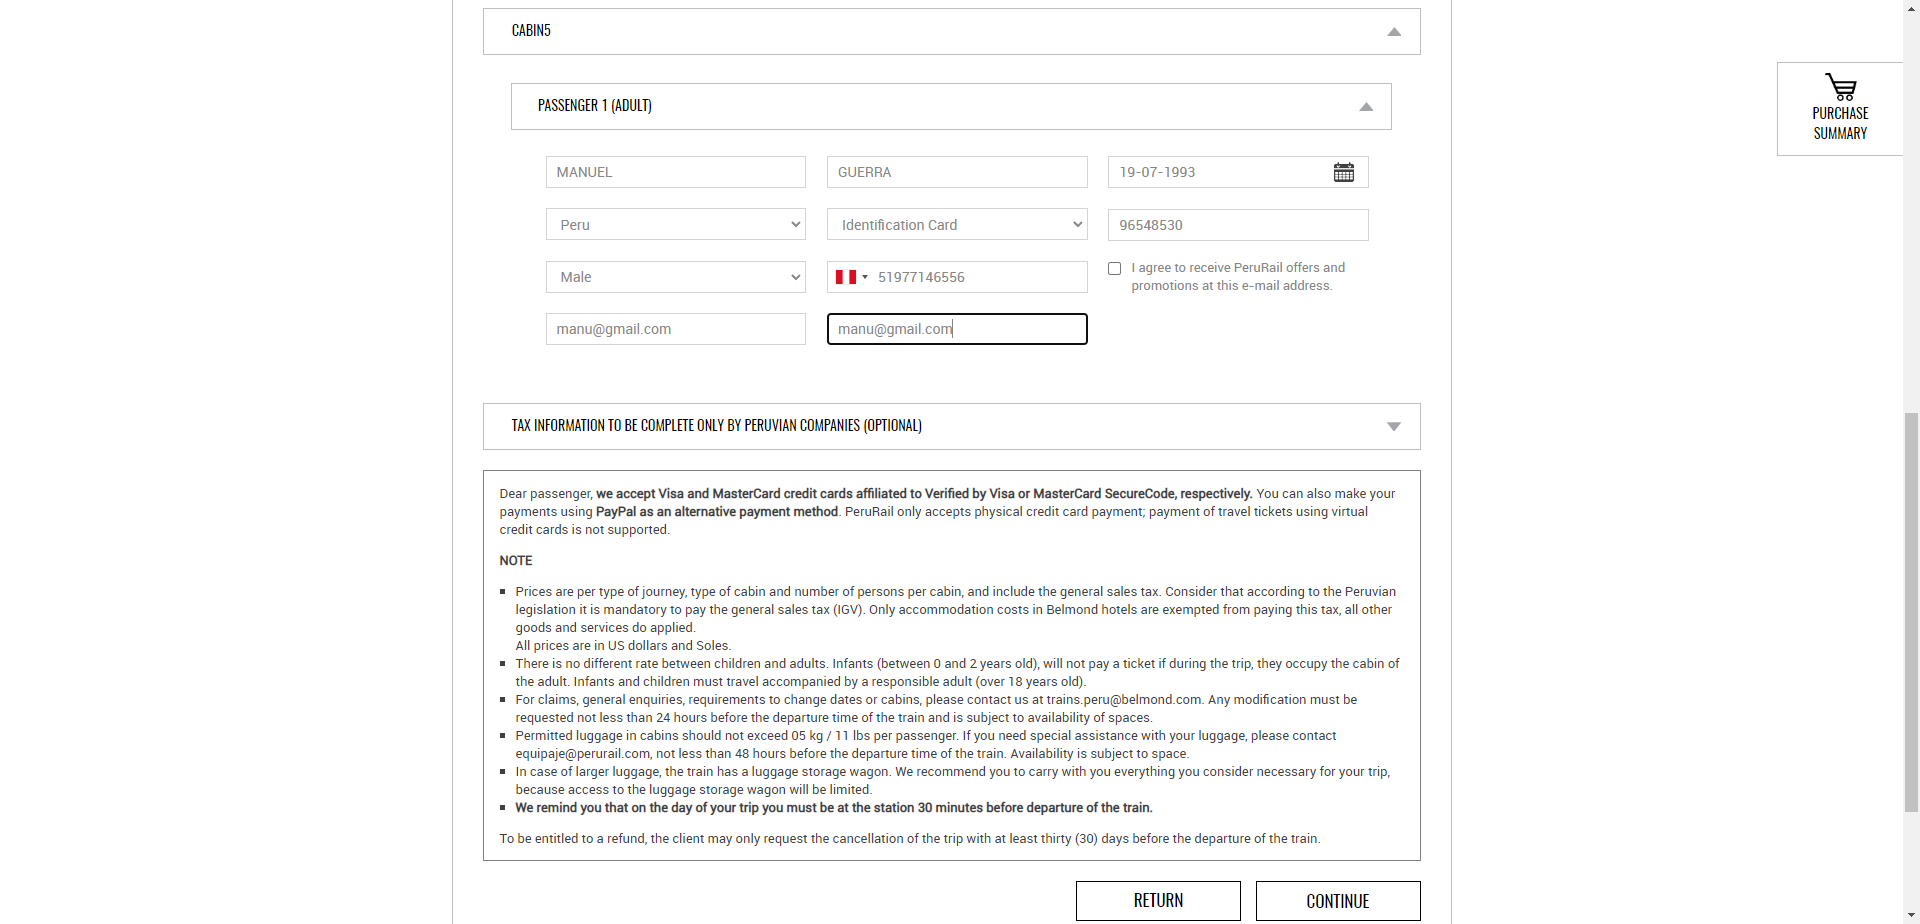 CABIN5
PURCHASE
SUMMARY
PASSENGER 1 (ADULT)
MANUEL
GUERRA
19-07-1993
Peru
Identification Card
96548530
Male
51977146556
I agree to receive PeruRail offers and
promotions at this e-mail address.
manu@gmail.com
manu@gmail.com
TAX INFORMATION TO BE COMPLETE ONLY BY PERUVIAN COMPANIES (OPTIONAL)
Dear passenger, we accept Visa and MasterCard credit cards affiliated to Verified by Visa or MasterCard SecureCode, respectively. You can also make your
payments using PayPal as an alternative payment method. PeruRail only accepts physical credit card payment; payment of travel tickets using virtual
credit cards is not supported.
NOTE
Prices are per type of journey, type of cabin and number of persons per cabin, and include the general sales tax. Consider that according to the Peruvian
legislation it is mandatory to pay the general sales tax (IGV). Only accommodation costs in Belmond hotels are exempted from paying this tax, all other
goods and services do applied.
All prices are in US dollars and Soles.
There is no different rate between children and adults. Infants (between 0 and 2 years old), will not pay a ticket if during the trip, they occupy the cabin of
the adult. Infants and children must travel accompanied by a responsible adult (over 18 years old).
For claims, general enquiries, requirements to change dates or cabins, please contact us at trains.peru@belmond.com. Any modification must be
requested not less than 24 hours before the departure time of the train and is subject to availability of spaces.
Permitted luggage in cabins should not exceed 05 kg / 11 lbs per passenger. If you need special assistance with your luggage, please contact
equipaje@perurail.com, not less than 48 hours before the departure time of the train. Availability is subject to space.
In case of larger luggage, the train has a luggage storage wagon. We recommend you to carry with you everything you consider necessary for your trip,
because access to the luggage storage wagon will be limited.
We remind you that on the day of your trip you must be at the station 30 minutes before departure of the train.
To be entitled to a refund, the client may only request the cancellation of the trip with at least thirty (30) days before the departure of the train.
RETURN
CONTINUE